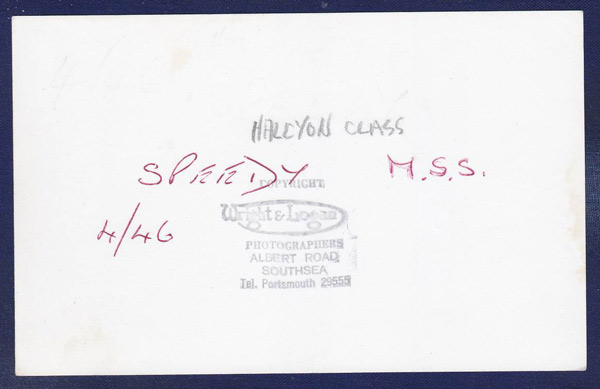 HALCYON CLASS
SPEEDY M.S.S.
COPYRIGHT
4/46
Wright & Logan
PHOTOGRAPHERS
ALBERT ROAD
SOUTHSEA
Tel. Portsmouth 29555